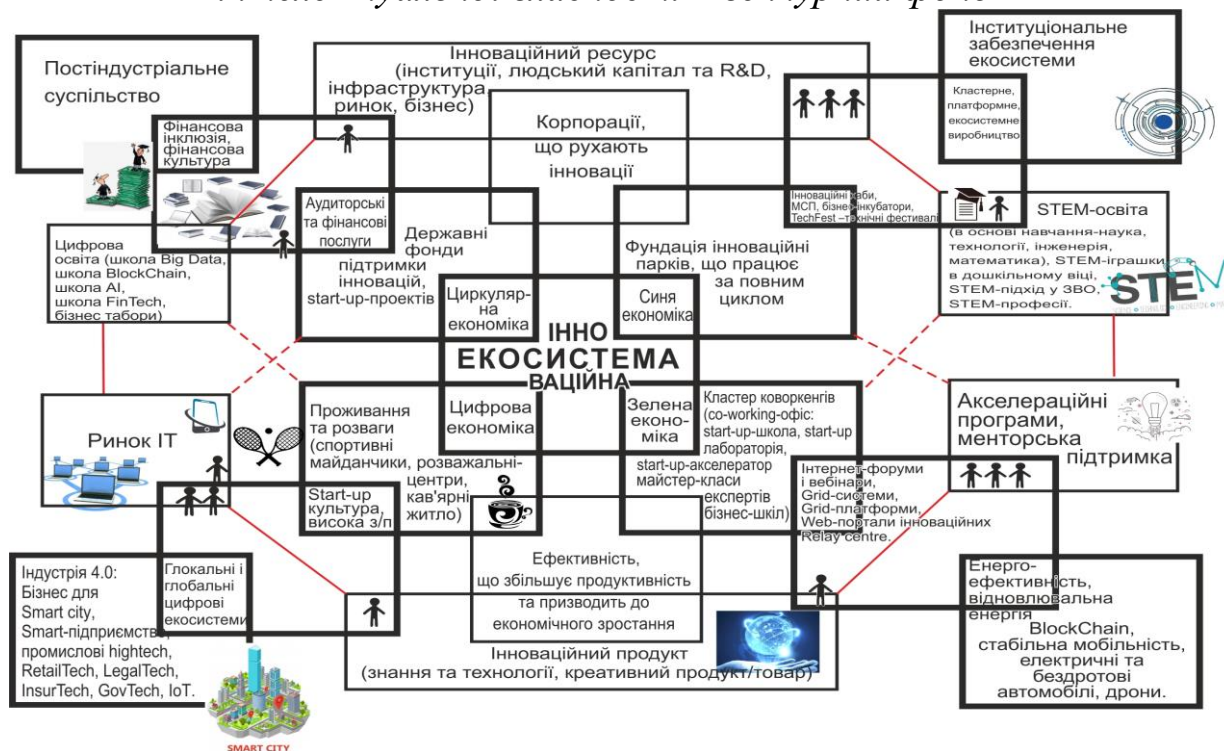 Постіндустріальне
суспільство
Інноваційний ресурс
(інституції, людський капітал та R&D,
інфраструктура,
ринок, бізнес)
Інституціональне
забезпечення
екосистеми
Кластерне,
платформне,
екосистемне
виробництво
Фінансова
інклюзія,
фінансова
культура
Корпорації,
що рухають
інновації
Аудиторські
та фінансові
послуги
Державні
фонди
підтримки
інновацій,
start-up-проектів
Інноваційні хаби,
МСП, бізнес-інкубатори,
TechFest –технічні фестивалі
Фундація інноваційні
парків, що працює
за повним
циклом
STEM-освіта
(в основі навчання-наука,
технології, інженерія,
математика), STEM-іграшки
в дошкільному віці,
STEM-підхід у ЗВО,
STEM-професії.
STEM
Цифрова
освіта (школа Big Data,
школа BlockChain,
школа AI,
школа FinTech,
бізнес табори)
Циркуляр-
на економіка
Синя
економіка
ІННО
ЕКОСИСТЕМА
ВАЦІЙНА
Цифрова
економіка
Зелена
еконо-
міка
Ринок ІТ
Проживання
та розваги
(спортивні
майданчики, розважальні-
центри,
кав'ярні
житло)
Start-up
культура,
висока з/п
Кластер коворкенгів
(co-working-офіс:
start-up-школа, start-up
лабораторія,
start-up-акселератор
майстер-класи
експертів
бізнес-шкіл)
Інтернет-форуми
і вебінари,
Grid-системи,
Grid-платформи,
Web-портали інноваційних
Relay centre.
Акселераційні
програми,
менторська
підтримка
Індустрія 4.0:
Бізнес для
Smart city,
Smart-підприємство,
промислові hightech,
RetailTech, LegalTech,
InsurTech, GovTech, IoT.
Глокальні і
глобальні
цифрові
екосистеми
SMART CITY
Ефективність,
що збільшує продуктивність
та призводить до
економічного зростання
Інноваційний продукт
(знання та технології, креативний продукт/товар)
Енерго-
ефективність,
відновлювальна
енергія
BlockChain,
стабільна мобільність,
електричні та
бездротові
автомобілі, дрони.